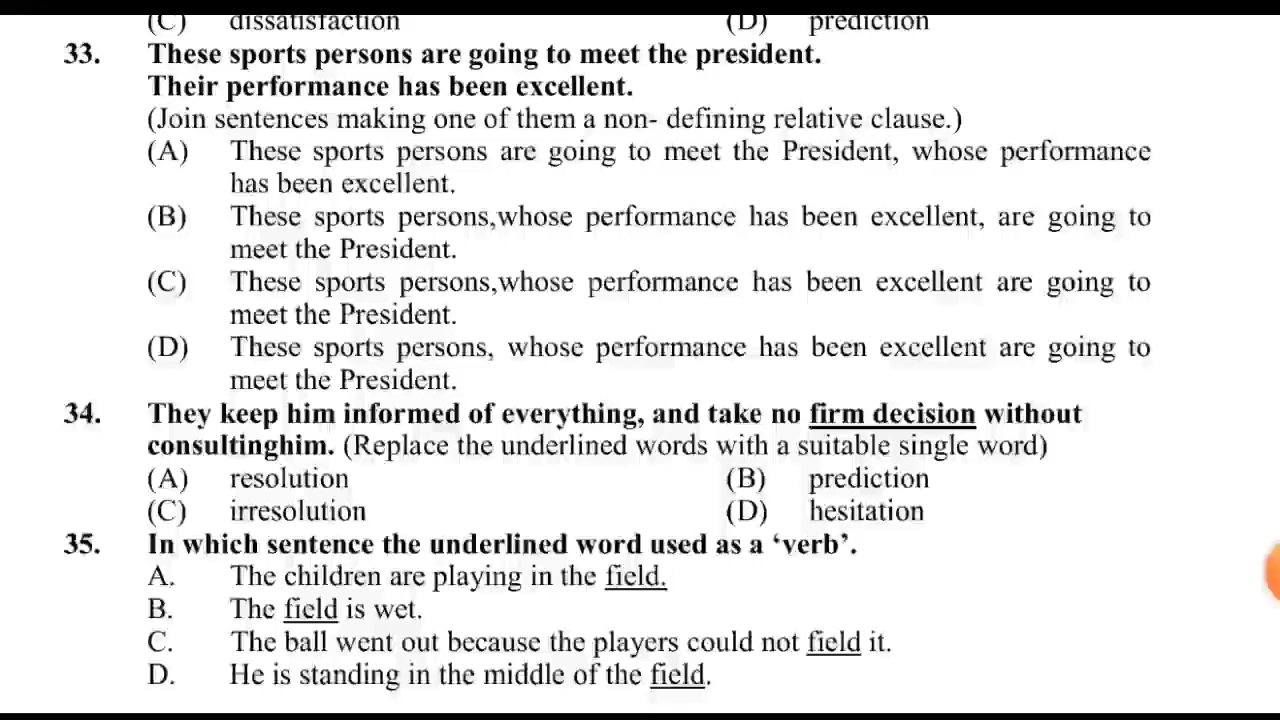 (C) dissatisfaction (D) prediction
33. These sports persons are going to meet the president.
Their performance has been excellent.
(Join sentences making one of them a non- defining relative clause.)
(A) These sports persons are going to meet the President, whose performance
has been excellent.
(B) These sports persons,whose performance has been excellent, are going to
meet the President.
(C) These sports persons,whose performance has been excellent are going to
meet the President.
(D) These sports persons, whose performance has been excellent are going to
meet the President.
34. They keep him informed of everything, and take no firm decision without
consultinghim. (Replace the underlined words with a suitable single word)
(A) resolution (B) prediction
(C) irresolution (D) hesitation
35. In which sentence the underlined word used as a ‘verb’.
A. The children are playing in the field.
B. The field is wet.
C. The ball went out because the players could not field it.
D. He is standing in the middle of the field.